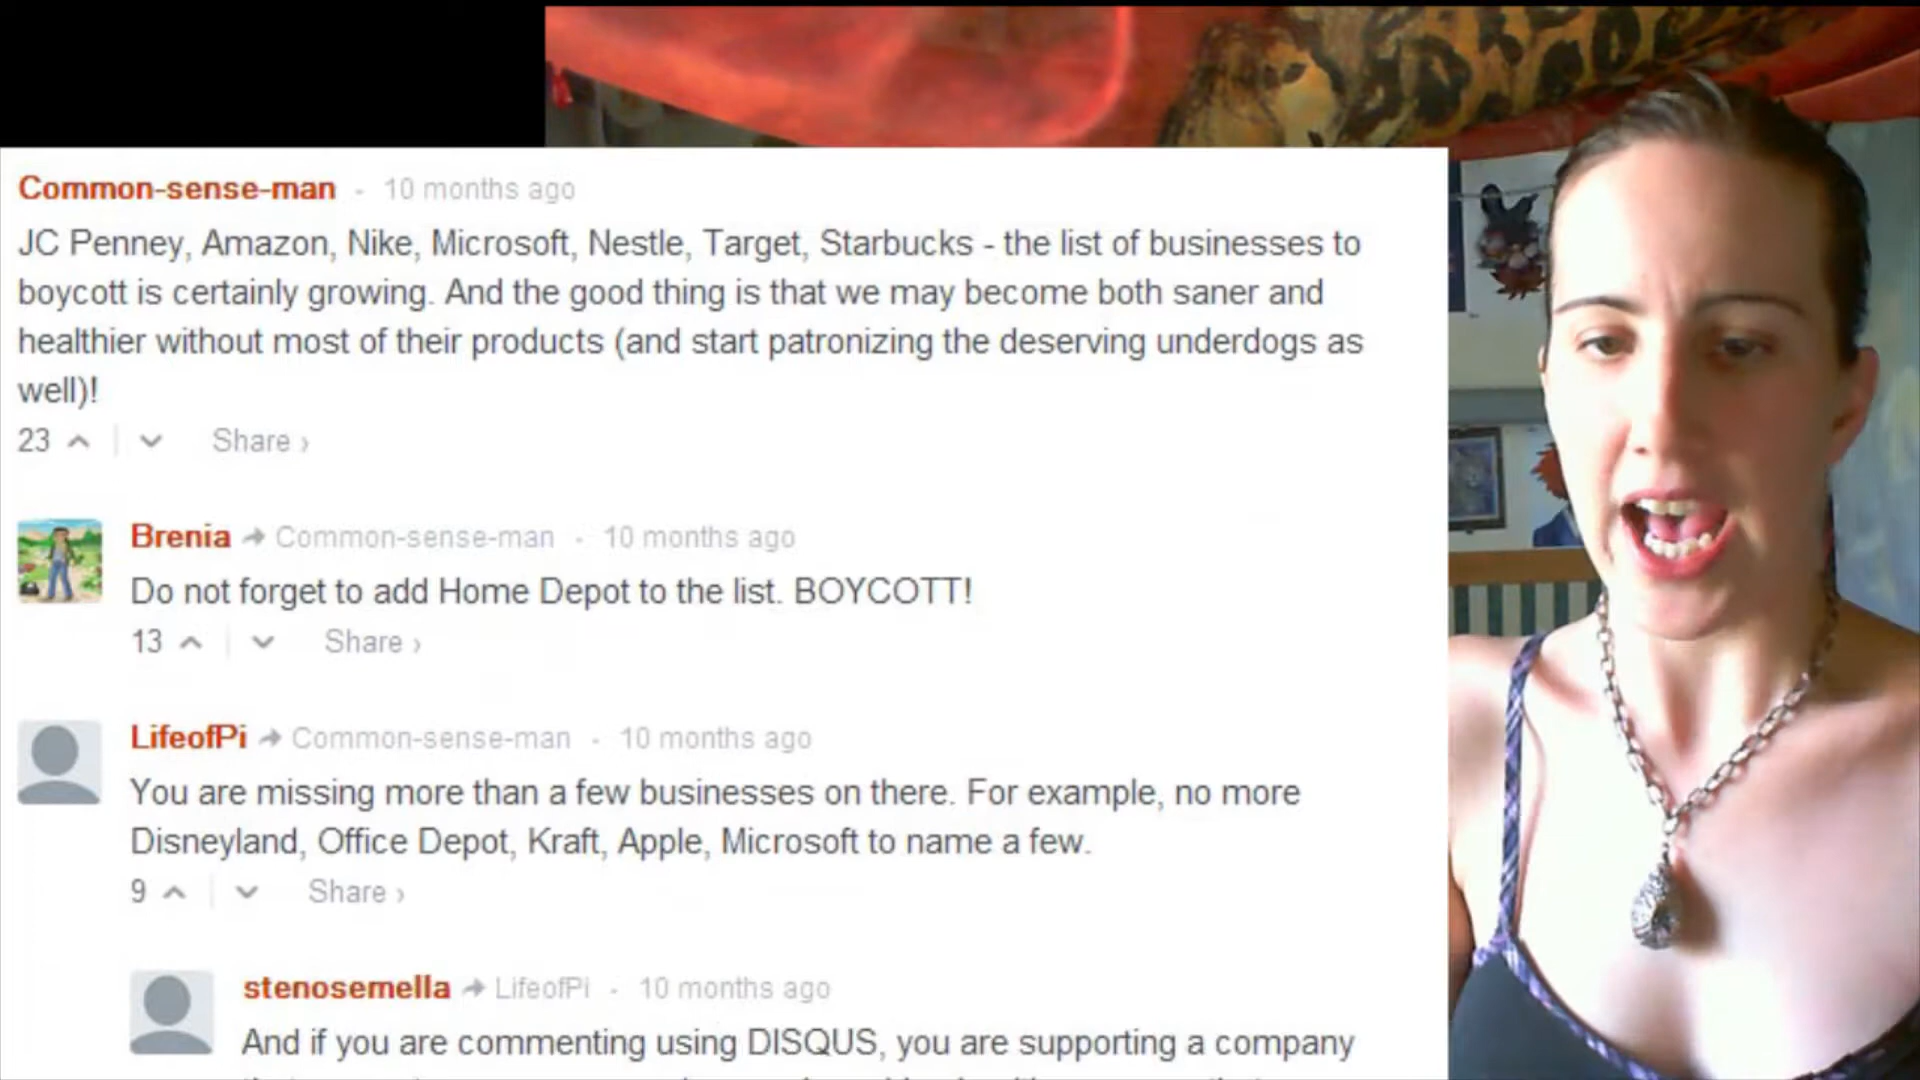 Common-sense-man - 10 months ago
JC Penney, Amazon, Nike, Microsoft, Nestle, Target, Starbucks - the list of businesses to
boycott is certainly growing. And the good thing is that we may become both saner and
healthier without most of their products (and start patronizing the deserving underdogs as
well)!
23 Share ›
Brenia Common-sense-man - 10 months ago
Do not forget to add Home Depot to the list. BOYCOTT!
13 Share ›
LifeofPi Common-sense-man - 10 months ago
You are missing more than a few businesses on there. For example, no more
Disneyland, Office Depot, Kraft, Apple, Microsoft to name a few.
9 Share ›
stenosemella LifeofPi - 10 months ago
And if you are commenting using DISQUS, you are supporting a company